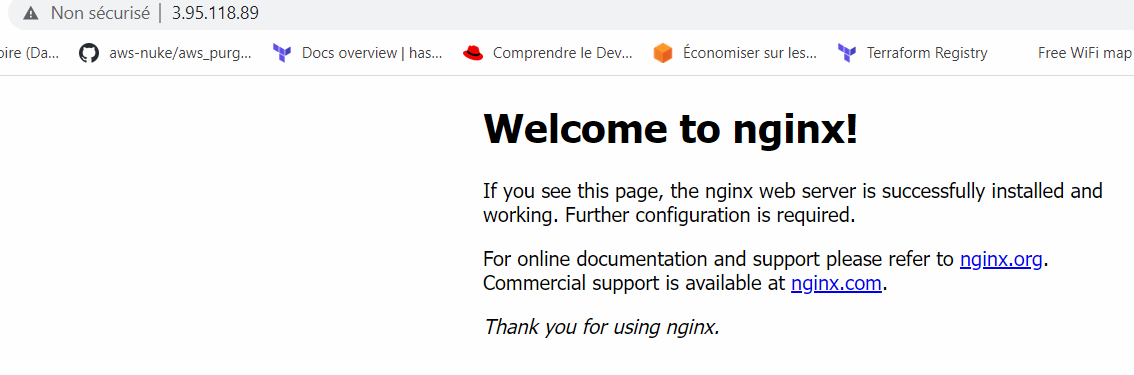 Non sécurisé | 3.95.118.89
oire (Da... aws-nuke/aws_purg... Docs overview | has... Comprendre le Dev... Économiser sur les... Terraform Registry Free WiFi map
Welcome to nginx!
If you see this page, the nginx web server is successfully installed and
working. Further configuration is required.
For online documentation and support please refer to nginx.org.
Commercial support is available at nginx.com.
Thank you for using nginx.